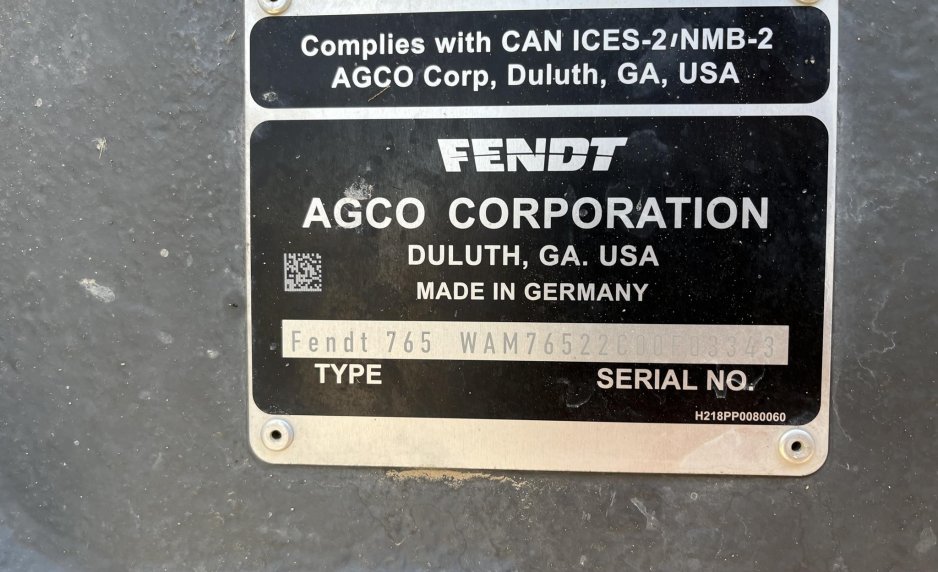 Complies with CAN ICES-2/NMB-2
AGCO Corp, Duluth, GA, USA
FENDT
AGCO CORPORATION
DULUTH, GA. USA
MADE IN GERMANY
Fendt 765
TYPE SERIAL NO.
H218PP0080060